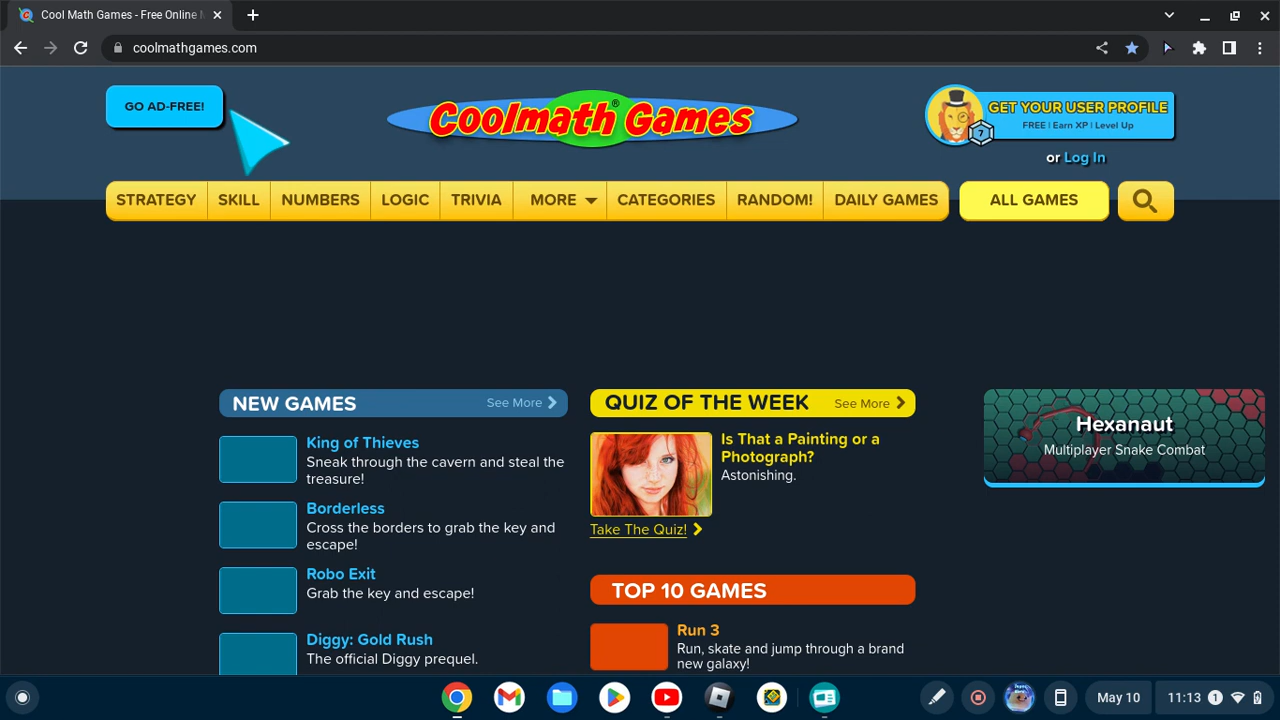 Cool Math Games - Free Online
coolmathgames.com
GO AD-FREE!
Coolmath Games®
GET YOUR USER PROFILE
FREE | Earn XP | Level Up
?
or Log In
STRATEGY SKILL NUMBERS LOGIC TRIVIA MORE CATEGORIES RANDOM! DAILY GAMES ALL GAMES
NEW GAMES See More
King of Thieves
Sneak through the cavern and steal the
treasure!
Borderless
Cross the borders to grab the key and
escape!
Robo Exit
Grab the key and escape!
Diggy: Gold Rush
The official Diggy prequel.
QUIZ OF THE WEEK See More
Is That a Painting or a
Photograph?
Astonishing.
Take The Quiz!
TOP 10 GAMES
Run 3
Run, skate and jump through a brand
new galaxy!
Hexanaut
Multiplayer Snake Combat
May 10 11:13 1